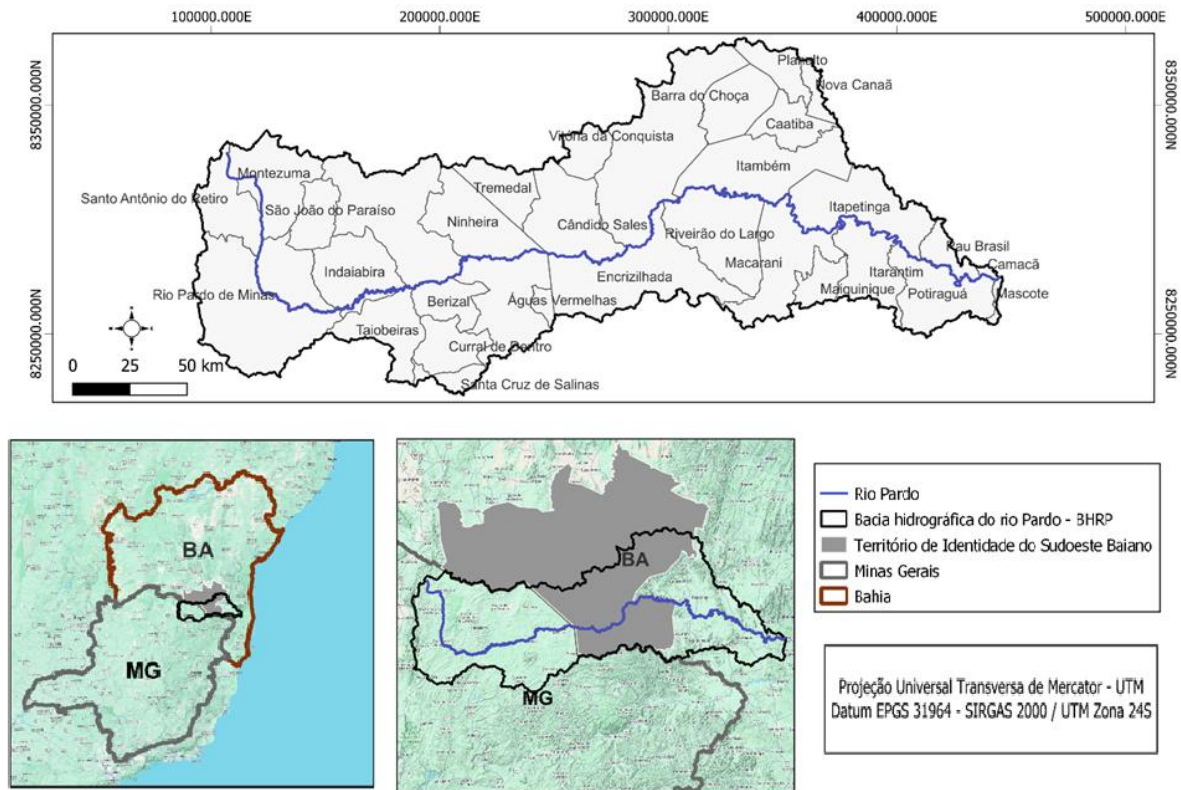 100000.000E 200000.000E 300000.000E 400000.000E 500000.000E
8350000.000N
8350000.000N
Planalto
Nova Canaã
Barra do Choça
Caatiba
Vitória da Conquista
Itambém
Montezuma
Tremedal
Santo Antônio do Retiro
São João do Paraíso
Itapetinga
Ninheira
Cândido Sales
Riveirão do Largo
Pau Brasil
Indaiabira
Macarani
Camacã
Encrizilhada
Itarantim
Rio Pardo de Minas
Berizal
Águas Vermelhas
Maiquinique
Potiraguá
Mascote
Taiobeiras
Curral de Dentro
Santa Cruz de Salinas
8250000.000N
8250000.000N
0 25 50 km
BA
MG
BA
MG
Rio Pardo
Bacia hidrográfica do rio Pardo - BHRP
Território de Identidade do Sudoeste Baiano
Minas Gerais
Bahia
Projeção Universal Transversa de Mercator - UTM
Datum EPGS 31964 - SIRGAS 2000 / UTM Zona 24S